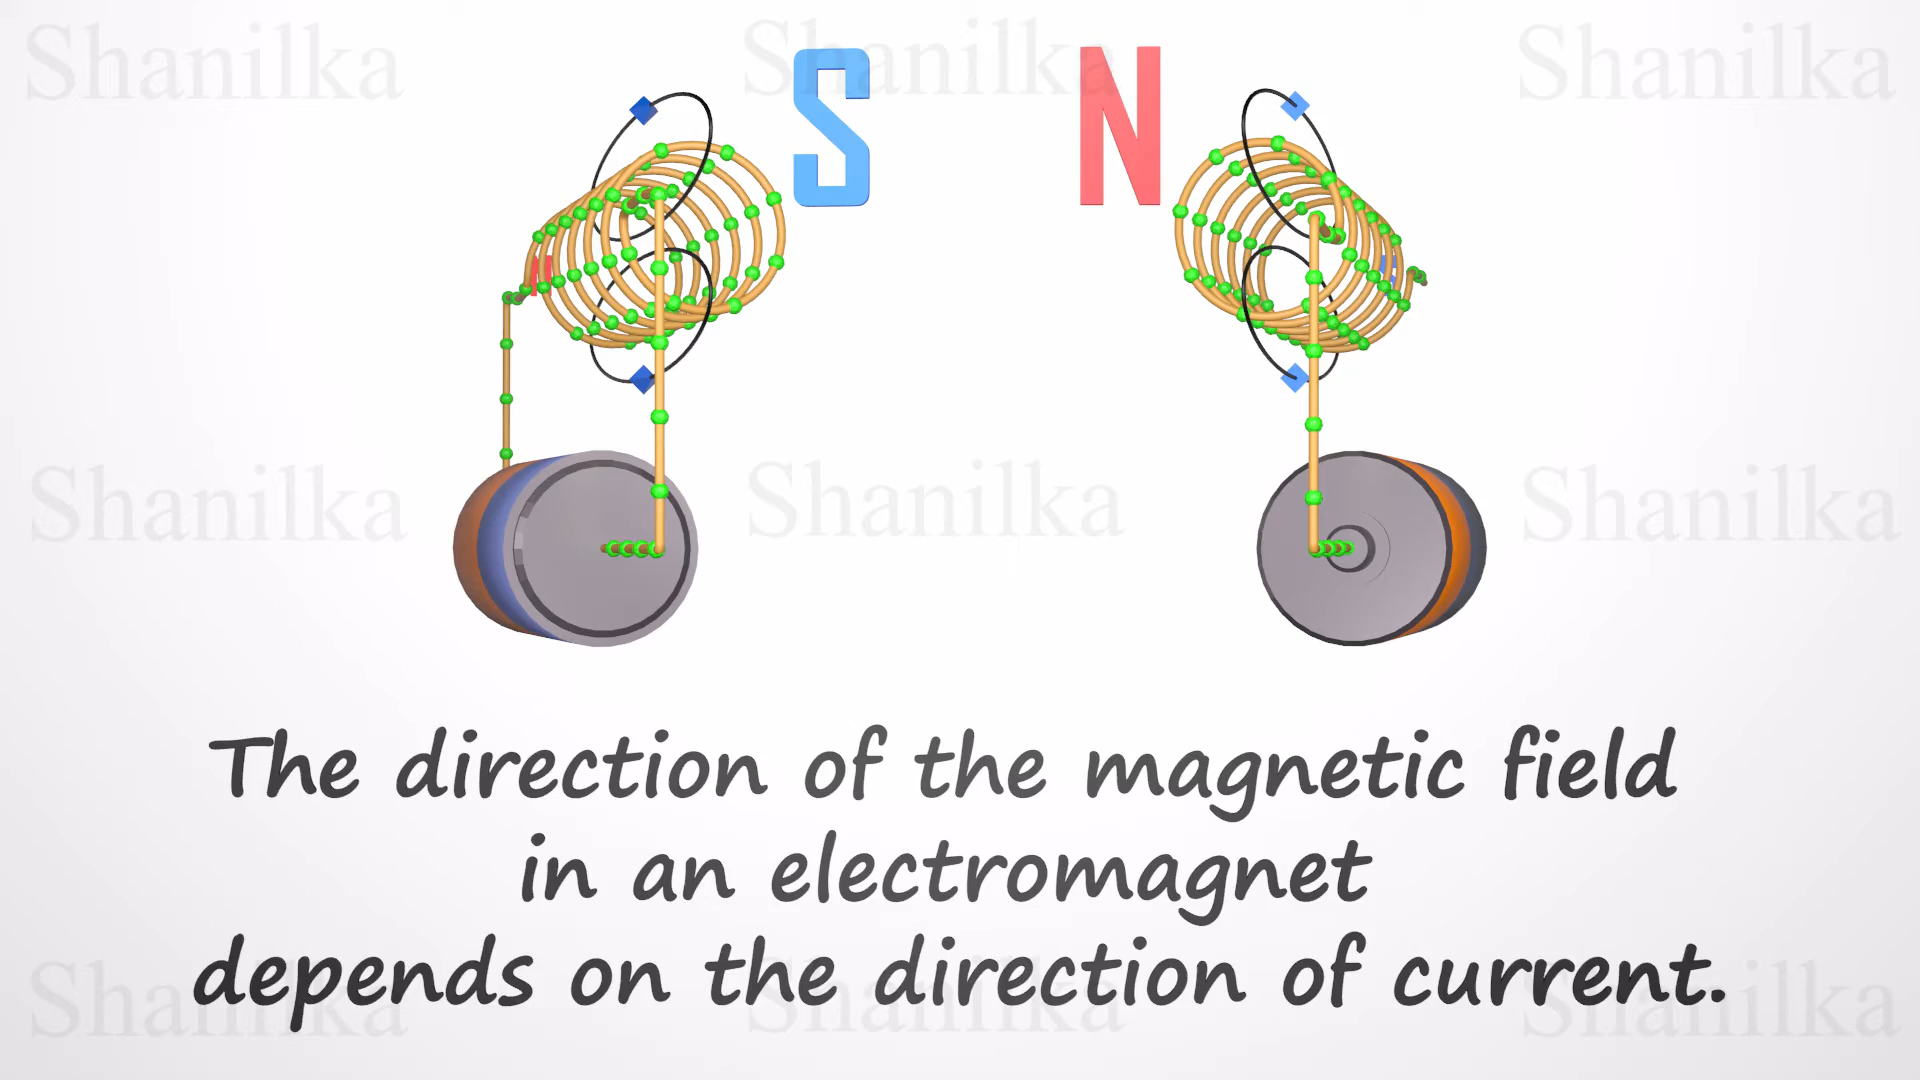 Shanilka Shanilka Shanilka
S N
N
Shanilka Shanilka Shanilka
The direction of the magnetic field
in an electromagnet
depends on the direction of current.
Shanilka Shanilka Shanilka